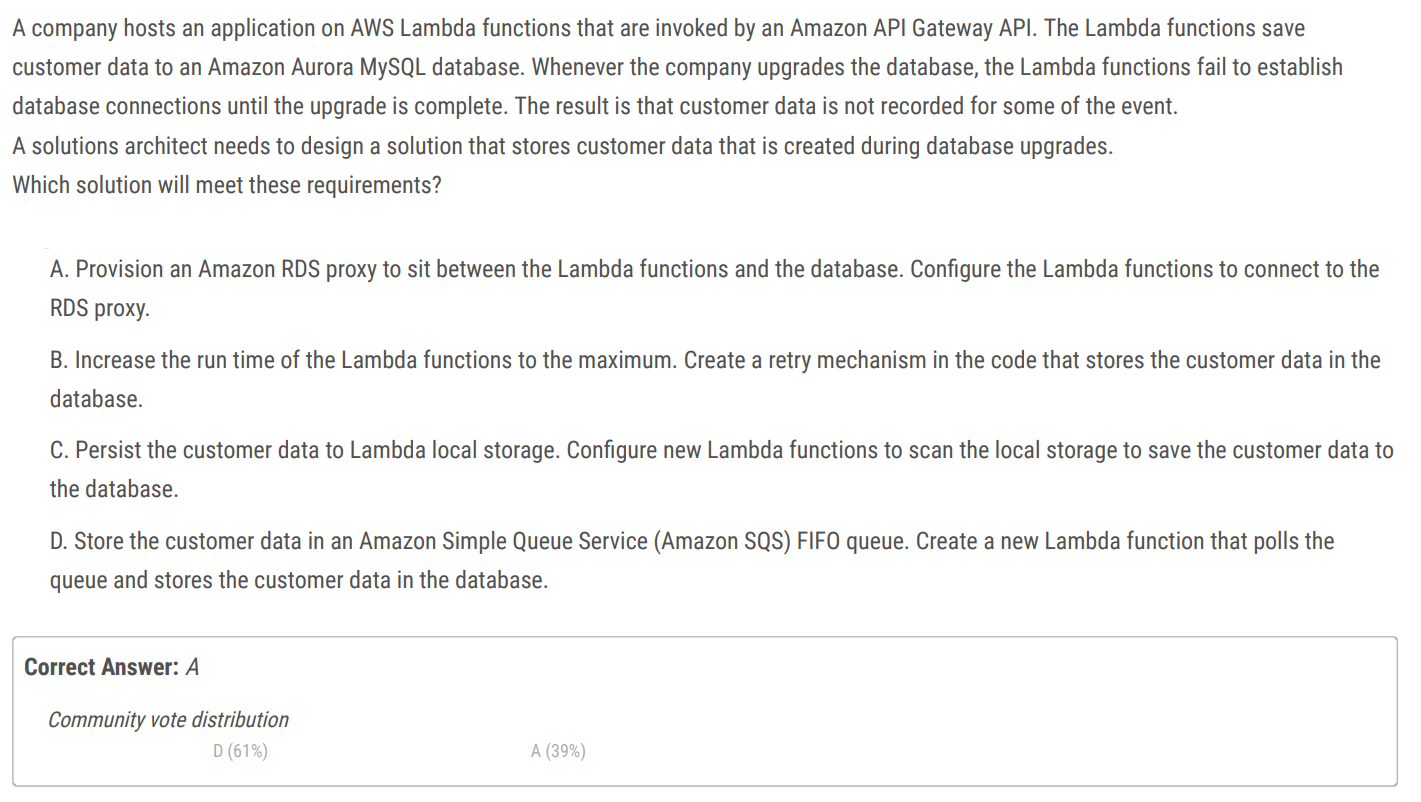 A company hosts an application on AWS Lambda functions that are invoked by an Amazon API Gateway API. The Lambda functions save
customer data to an Amazon Aurora MySQL database. Whenever the company upgrades the database, the Lambda functions fail to establish
database connections until the upgrade is complete. The result is that customer data is not recorded for some of the event.
A solutions architect needs to design a solution that stores customer data that is created during database upgrades.
Which solution will meet these requirements?
A. Provision an Amazon RDS proxy to sit between the Lambda functions and the database. Configure the Lambda functions to connect to the
RDS proxy.
B. Increase the run time of the Lambda functions to the maximum. Create a retry mechanism in the code that stores the customer data in the
database.
C. Persist the customer data to Lambda local storage. Configure new Lambda functions to scan the local storage to save the customer data to
the database.
D. Store the customer data in an Amazon Simple Queue Service (Amazon SQS) FIFO queue. Create a new Lambda function that polls the
queue and stores the customer data in the database.
Correct Answer: A
Community vote distribution
D (61%) A (39%)